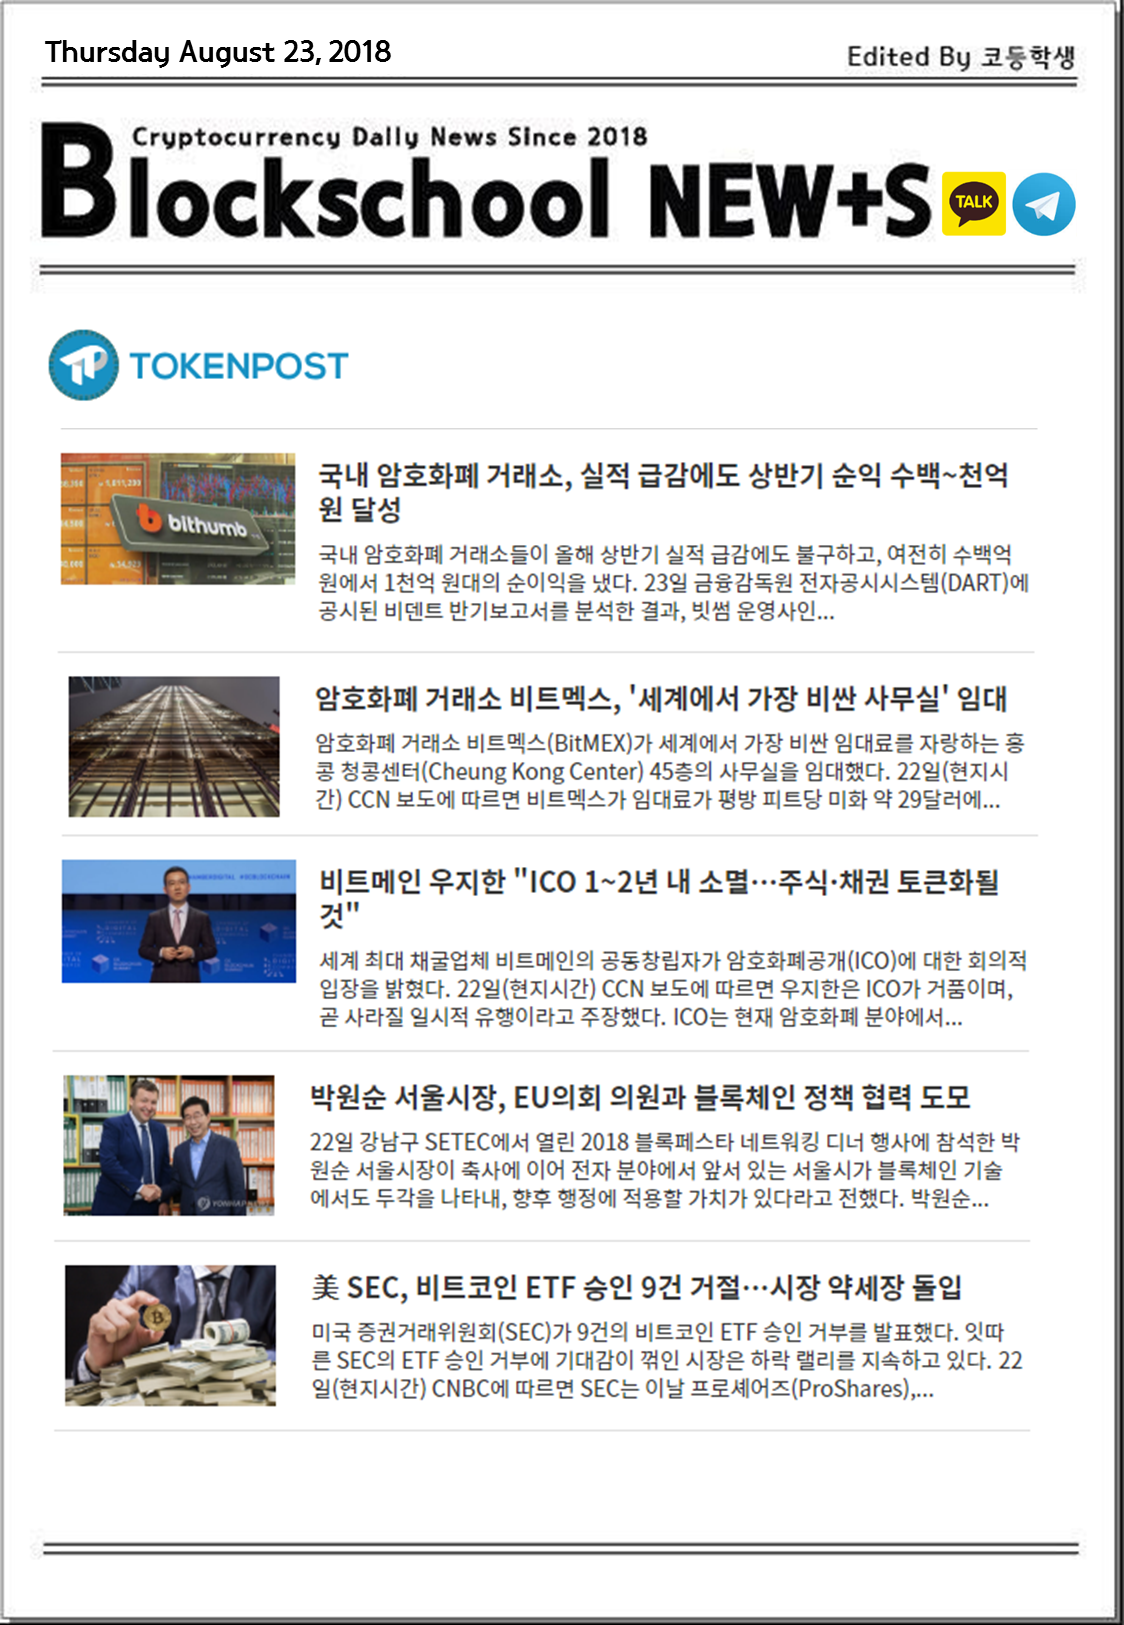 Thursday August 23, 2018
Edited By 코등학생
Cryptocurrency Daily News Since 2018
Blockschool NEW+S
TALK
TOKENPOST
bithumb
국내 암호화폐 거래소, 실적 급감에도 상반기 순익 수백~천억
원 달성
국내 암호화폐 거래소들이 올해 상반기 실적 급감에도 불구하고, 여전히 수백억
원에서 1천억 원대의 순이익을 냈다. 23일 금융감독원 전자공시시스템(DART)에
공시된 비덴트 반기보고서를 분석한 결과, 빗썸 운영사인...
암호화폐 거래소 비트멕스, '세계에서 가장 비싼 사무실' 임대
암호화폐 거래소 비트멕스(BitMEX)가 세계에서 가장 비싼 임대료를 자랑하는 홍
콩 청콩센터(Cheung Kong Center) 45층의 사무실을 임대했다. 22일(현지시
간) CCN 보도에 따르면 비트멕스가 임대료가 평방 피트당 미화 약 29달러에...
비트메인 우지한 "ICO 1~2년 내 소멸…주식·채권 토큰화될
것"
세계 최대 채굴업체 비트메인의 공동창립자가 암호화폐공개(ICO)에 대한 회의적
입장을 밝혔다. 22일(현지시간) CCN 보도에 따르면 우지한은 ICO가 거품이며,
곧 사라질 일시적 유행이라고 주장했다. ICO는 현재 암호화폐 분야에서...
박원순 서울시장, EU의회 의원과 블록체인 정책 협력 도모
22일 강남구 SETEC에서 열린 2018 블록페스타 네트워킹 디너 행사에 참석한 박
원순 서울시장이 축사에 이어 전자 분야에서 앞서 있는 서울시가 블록체인 기술
에서도 두각을 나타내, 향후 행정에 적용할 가치가 있다라고 전했다. 박원순...
美 SEC, 비트코인 ETF 승인 9건 거절…시장 약세장 돌입
미국 증권거래위원회(SEC)가 9건의 비트코인 ETF 승인 거부를 발표했다. 잇따
른 SEC의 ETF 승인 거부에 기대감이 꺾인 시장은 하락 랠리를 지속하고 있다. 22
일(현지시간) CNBC에 따르면 SEC는 이날 프로셰어즈(ProShares),...